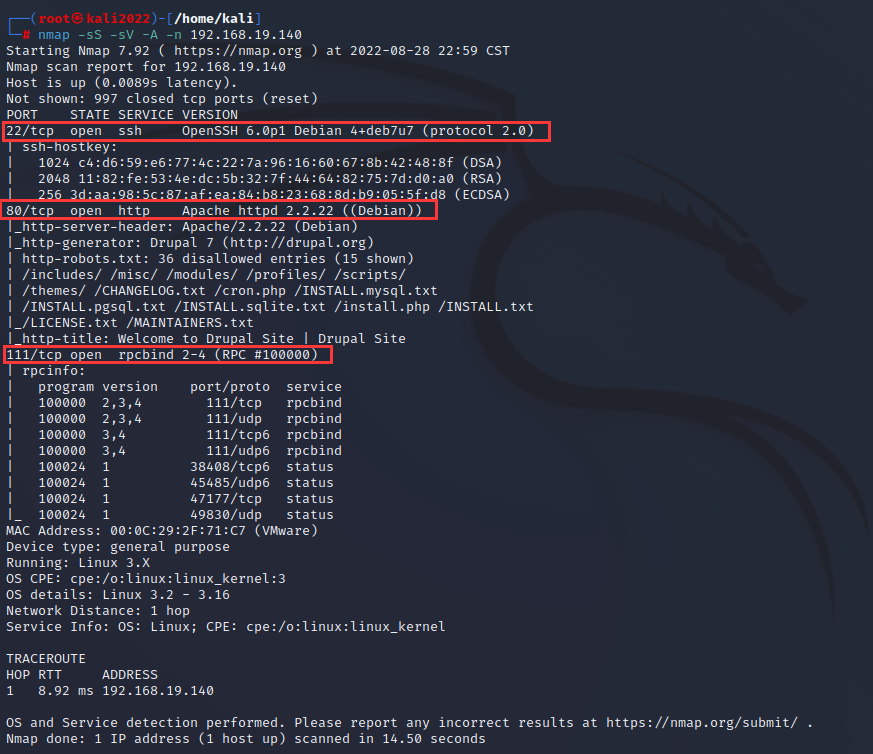 ┌──(root㉿kali2022)-[/home/kali]
└─# nmap -sS -sV -A -n 192.168.19.140
Starting Nmap 7.92 ( https://nmap.org ) at 2022-08-28 22:59 CST
Nmap scan report for 192.168.19.140
Host is up (0.0089s latency).
Not shown: 997 closed tcp ports (reset)
PORT    STATE SERVICE VERSION
22/tcp  open  ssh     OpenSSH 6.0p1 Debian 4+deb7u7 (protocol 2.0)
| ssh-hostkey:
|   1024 c4:d6:59:e6:77:4c:22:7a:96:16:60:67:8b:42:48:8f (DSA)
|   2048 11:82:fe:53:4e:dc:5b:32:7f:44:64:82:75:7d:d0:a0 (RSA)
|   256 3d:aa:98:5c:87:af:ea:84:b8:23:68:8d:b9:05:5f:d8 (ECDSA)
80/tcp  open  http    Apache httpd 2.2.22 ((Debian))
|_http-server-header: Apache/2.2.22 (Debian)
|_http-generator: Drupal 7 (http://drupal.org)
| http-robots.txt: 36 disallowed entries (15 shown)
| /includes/ /misc/ /modules/ /profiles/ /scripts/
| /themes/ /CHANGELOG.txt /cron.php /INSTALL.mysql.txt
| /INSTALL.pgsql.txt /INSTALL.sqlite.txt /install.php /INSTALL.txt
|_/LICENSE.txt /MAINTAINERS.txt
|_http-title: Welcome to Drupal Site | Drupal Site
111/tcp open  rpcbind 2-4 (RPC #100000)
| rpcinfo:
|   program version    port/proto  service
|   100000  2,3,4        111/tcp   rpcbind
|   100000  2,3,4        111/udp   rpcbind
|   100000  3,4          111/tcp6  rpcbind
|   100000  3,4          111/udp6  rpcbind
|   100024  1          38408/tcp6  status
|   100024  1          45485/udp6  status
|   100024  1          47177/tcp   status
|_  100024  1          49830/udp   status
MAC Address: 00:0C:29:2F:71:C7 (VMware)
Device type: general purpose
Running: Linux 3.X
OS CPE: cpe:/o:linux:linux_kernel:3
OS details: Linux 3.2 - 3.16
Network Distance: 1 hop
Service Info: OS: Linux; CPE: cpe:/o:linux:linux_kernel

TRACEROUTE
HOP RTT     ADDRESS
1   8.92 ms 192.168.19.140

OS and Service detection performed. Please report any incorrect results at https://nmap.org/submit/ .
Nmap done: 1 IP address (1 host up) scanned in 14.50 seconds